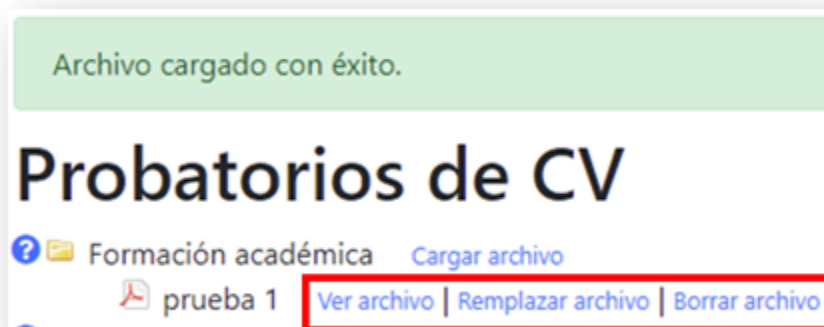 Archivo cargado con éxito.
Probatorios de CV
Formación académica Cargar archivo
prueba 1 Ver archivo | Remplazar archivo | Borrar archivo